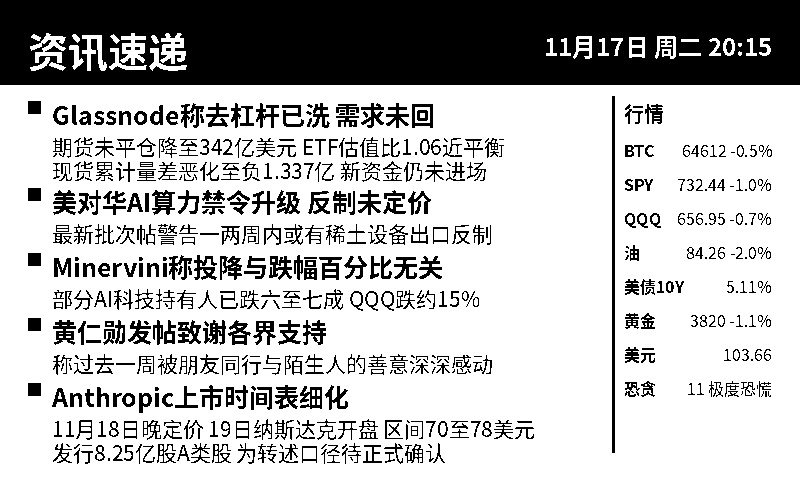 资讯速递
11月17日 周二 20:15
Glassnode称去杠杆已洗 需求未回
期货未平仓降至342亿美元 ETF估值比1.06近平衡
现货累计量差恶化至负1.337亿 新资金仍未进场
美对华AI算力禁令升级 反制未定价
最新批次帖警告一两周内或有稀土设备出口反制
Minervini称投降与跌幅百分比无关
部分AI科技持有人已跌六至七成 QQQ跌约15%
黄仁勋发帖致谢各界支持
称过去一周被朋友同行与陌生人的善意深深感动
Anthropic上市时间表细化
11月18日晚定价 19日纳斯达克开盘 区间70至78美元
发行8.25亿股A类股 为转述口径待正式确认
行情
BTC 64612 -0.5%
SPY 732.44 -1.0%
QQQ 656.95 -0.7%
油 84.26 -2.0%
美债10Y 5.11%
黄金 3820 -1.1%
美元 103.66
恐贪 11 极度恐慌